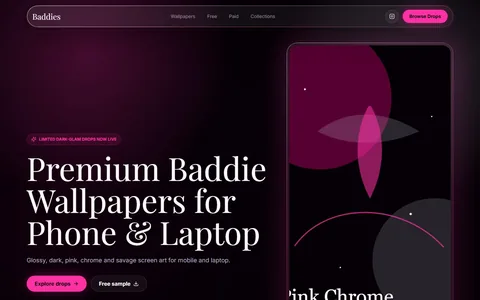 Baddies
Wallpapers
Free
Paid
Collections
Browse Drops
LIMITED DARK-GLAM DROPS NOW LIVE
Premium Baddie
Wallpapers for
Phone & Laptop
Glossy, dark, pink, chrome and savage screen art for mobile and laptop.
Explore drops →
Free sample
Pink Chrome